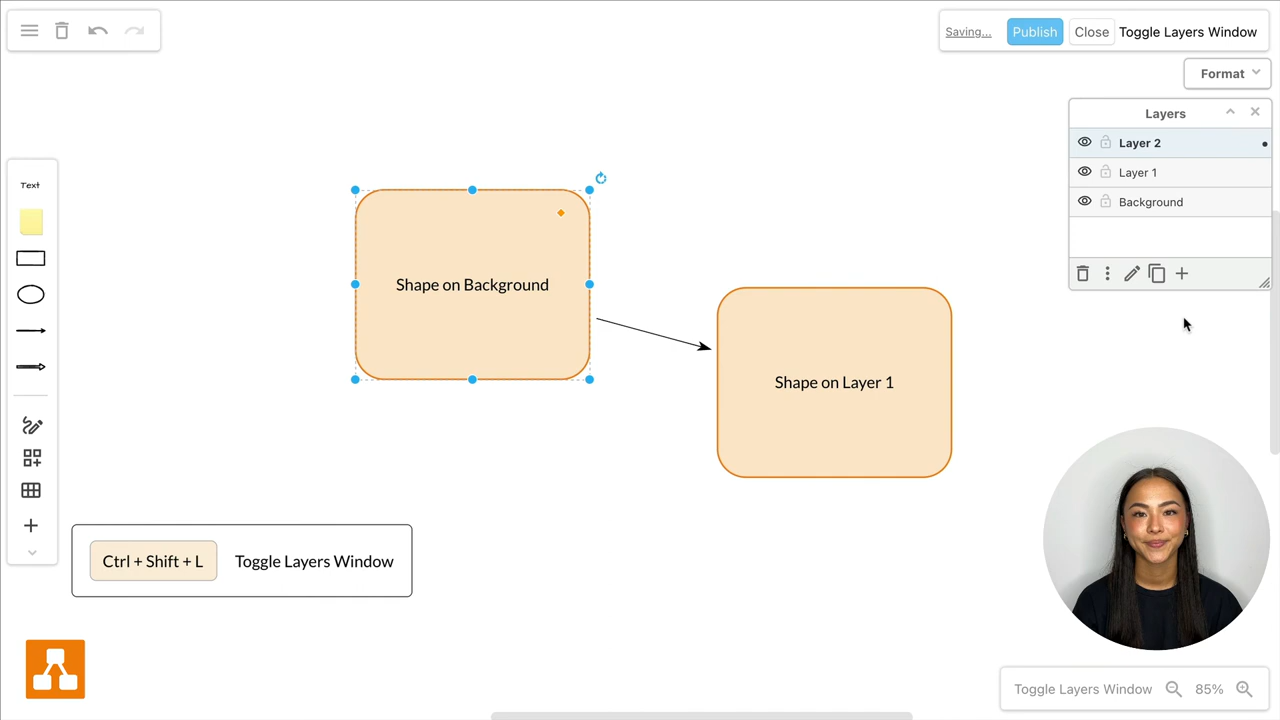 Saving... Publish Close Toggle Layers Window
Format
Layers
Layer 2
Layer 1
Background
Text
Shape on Background
Shape on Layer 1
Ctrl + Shift + L Toggle Layers Window
Toggle Layers Window 85%